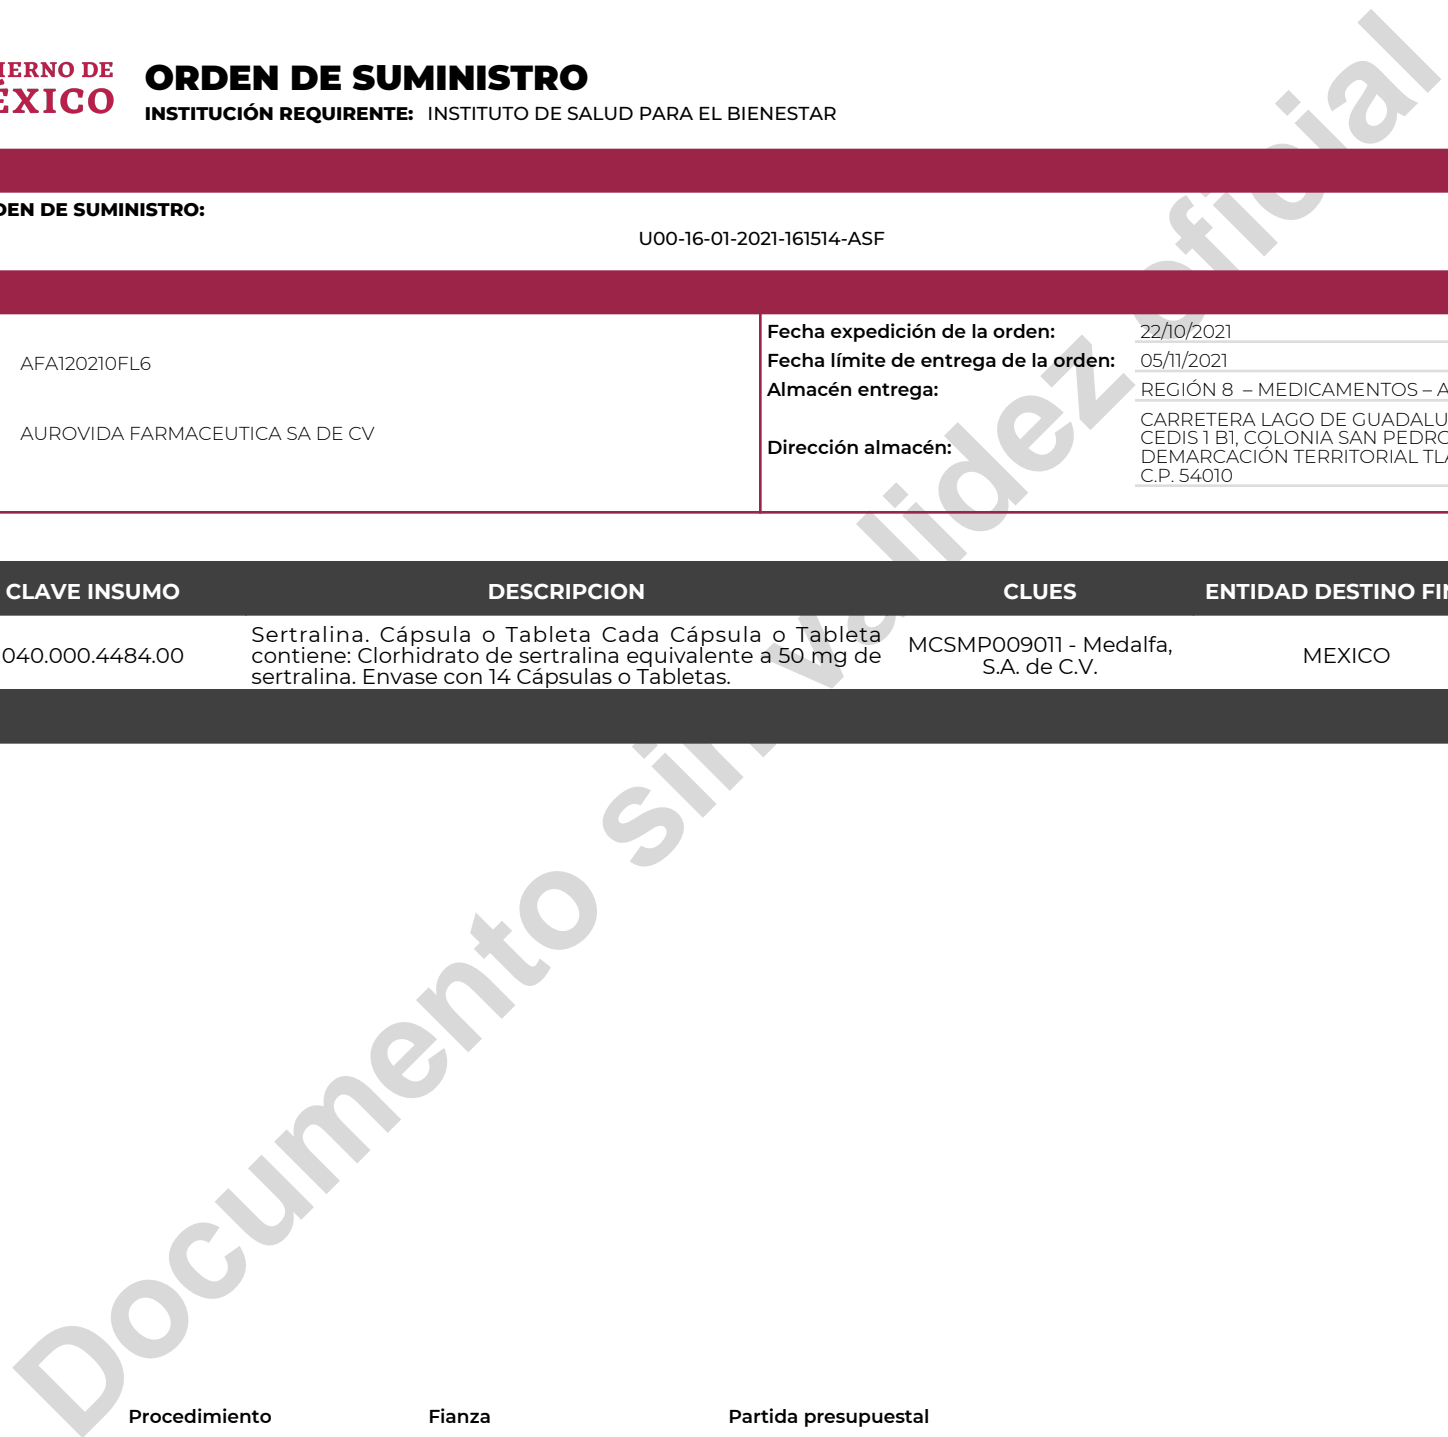 IERNO DE
ÉXICO
ORDEN DE SUMINISTRO
INSTITUCIÓN REQUIRENTE: INSTITUTO DE SALUD PARA EL BIENESTAR
DEN DE SUMINISTRO:
U00-16-01-2021-161514-ASF
AFA120210FL6
AUROVIDA FARMACEUTICA SA DE CV
Fecha expedición de la orden: 22/10/2021
Fecha límite de entrega de la orden: 05/11/2021
Almacén entrega: REGIÓN 8 – MEDICAMENTOS – A
Dirección almacén:
CARRETERA LAGO DE GUADALU
CEDIS 1 B1, COLONIA SAN PEDRO
DEMARCACIÓN TERRITORIAL TLA
C.P. 54010
CLAVE INSUMO DESCRIPCION CLUES ENTIDAD DESTINO FIN
040.000.4484.00
Sertralina. Cápsula o Tableta Cada Cápsula o Tableta
contiene: Clorhidrato de sertralina equivalente a 50 mg de
sertralina. Envase con 14 Cápsulas o Tabletas.
MCSMP009011 - Medalfa,
S.A. de C.V.
MEXICO
Documento sin validez oficial
Procedimiento Fianza Partida presupuestal